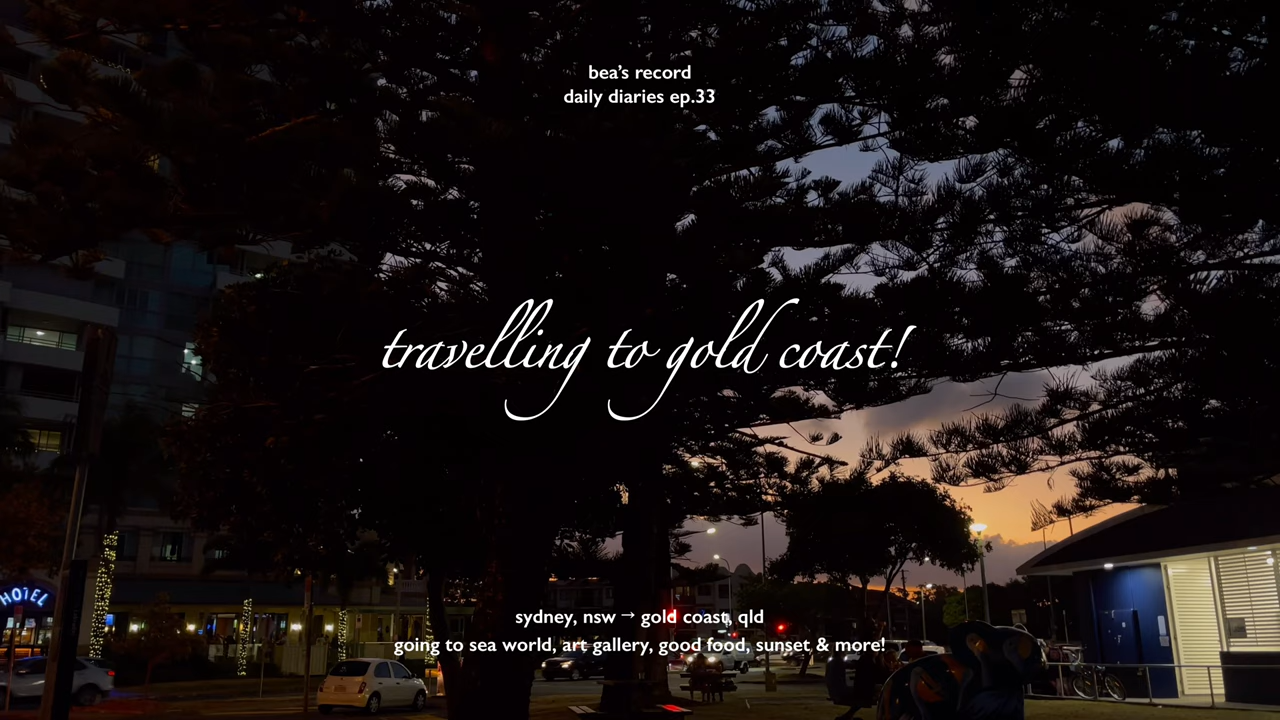 bea's record
daily diaries ep.33
travelling to gold coast!
HOTEL
sydney, nsw → gold coast, qld
going to sea world, art gallery, good food, sunset & more!